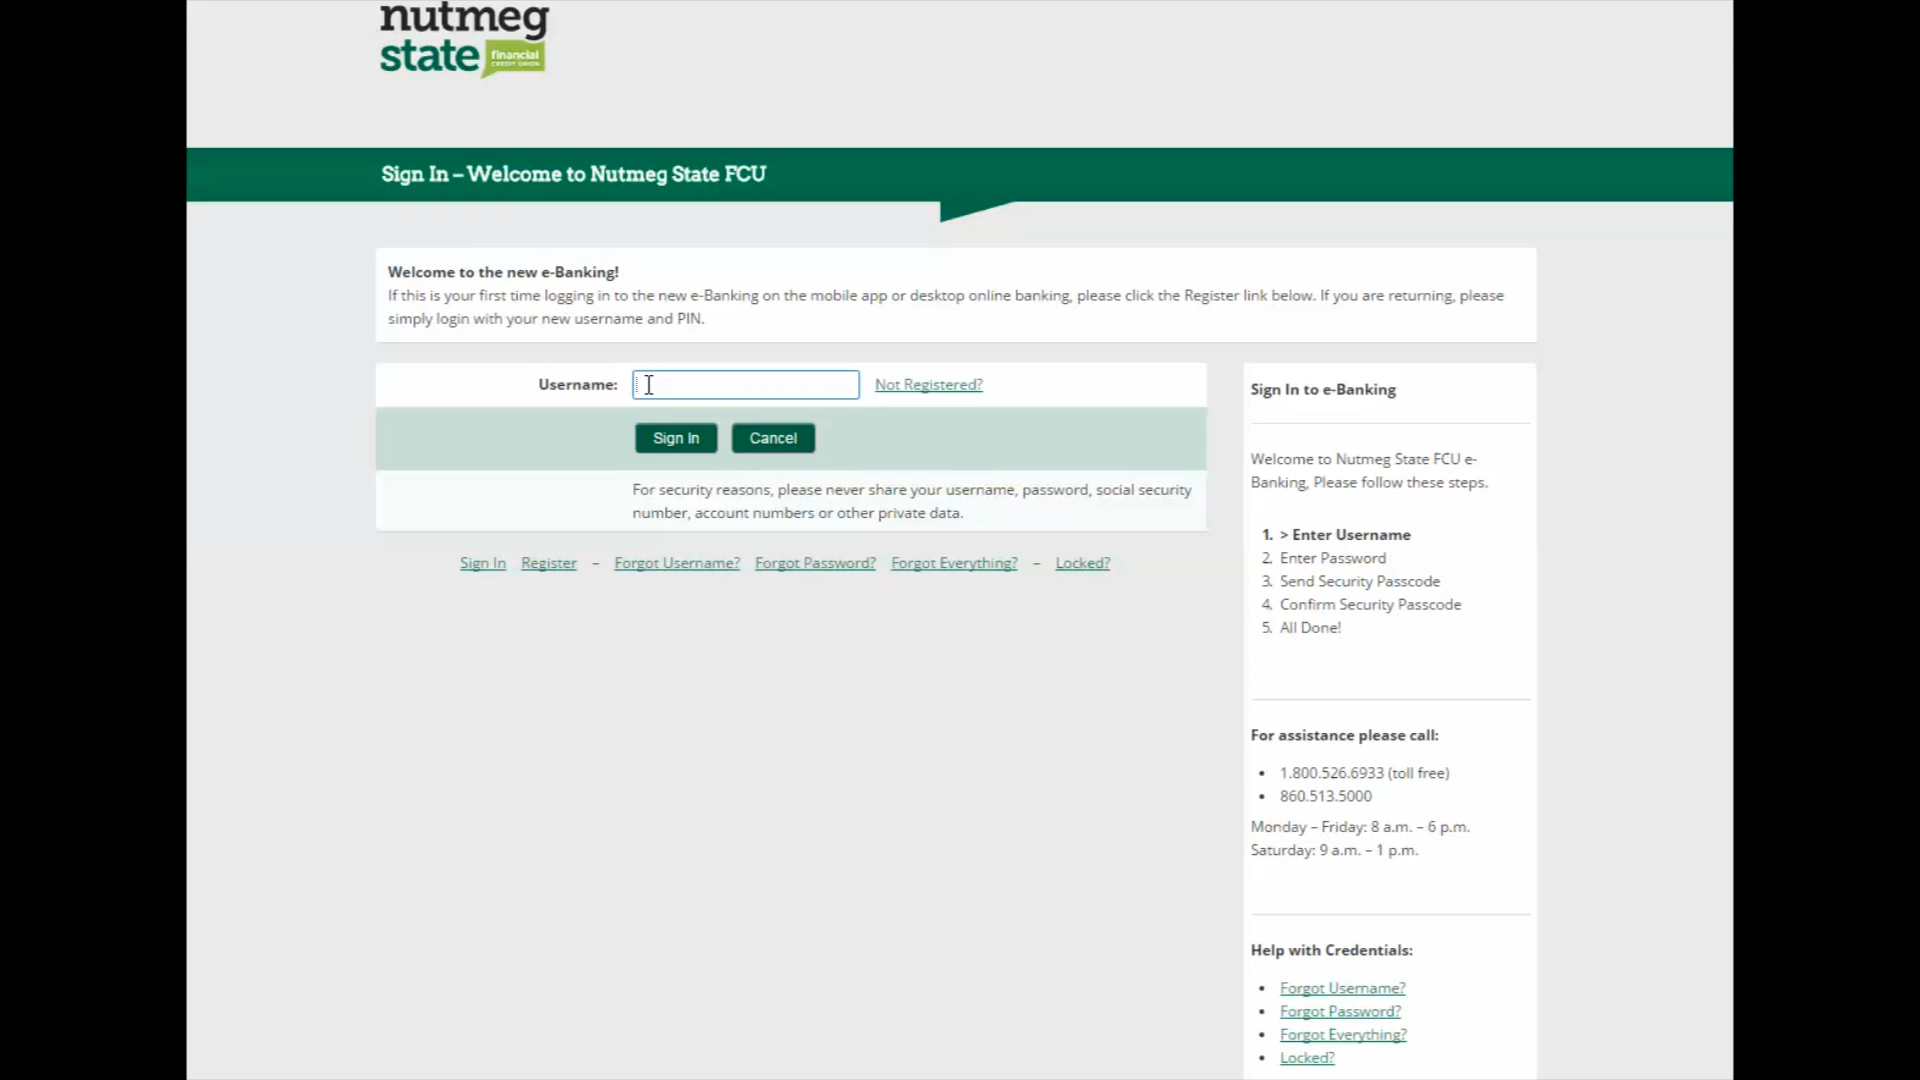 nutmeg
state financial
CREDIT UNION
Sign In – Welcome to Nutmeg State FCU
Welcome to the new e-Banking!
If this is your first time logging in to the new e-Banking on the mobile app or desktop online banking, please click the Register link below. If you are returning, please
simply login with your new username and PIN.
Username: Not Registered?
Sign In Cancel
For security reasons, please never share your username, password, social security
number, account numbers or other private data.
Sign In Register – Forgot Username? Forgot Password? Forgot Everything? – Locked?
Sign In to e-Banking
Welcome to Nutmeg State FCU e-
Banking, Please follow these steps.
1. > Enter Username
2. Enter Password
3. Send Security Passcode
4. Confirm Security Passcode
5. All Done!
For assistance please call:
• 1.800.526.6933 (toll free)
• 860.513.5000
Monday – Friday: 8 a.m. – 6 p.m.
Saturday: 9 a.m. – 1 p.m.
Help with Credentials:
• Forgot Username?
• Forgot Password?
• Forgot Everything?
• Locked?